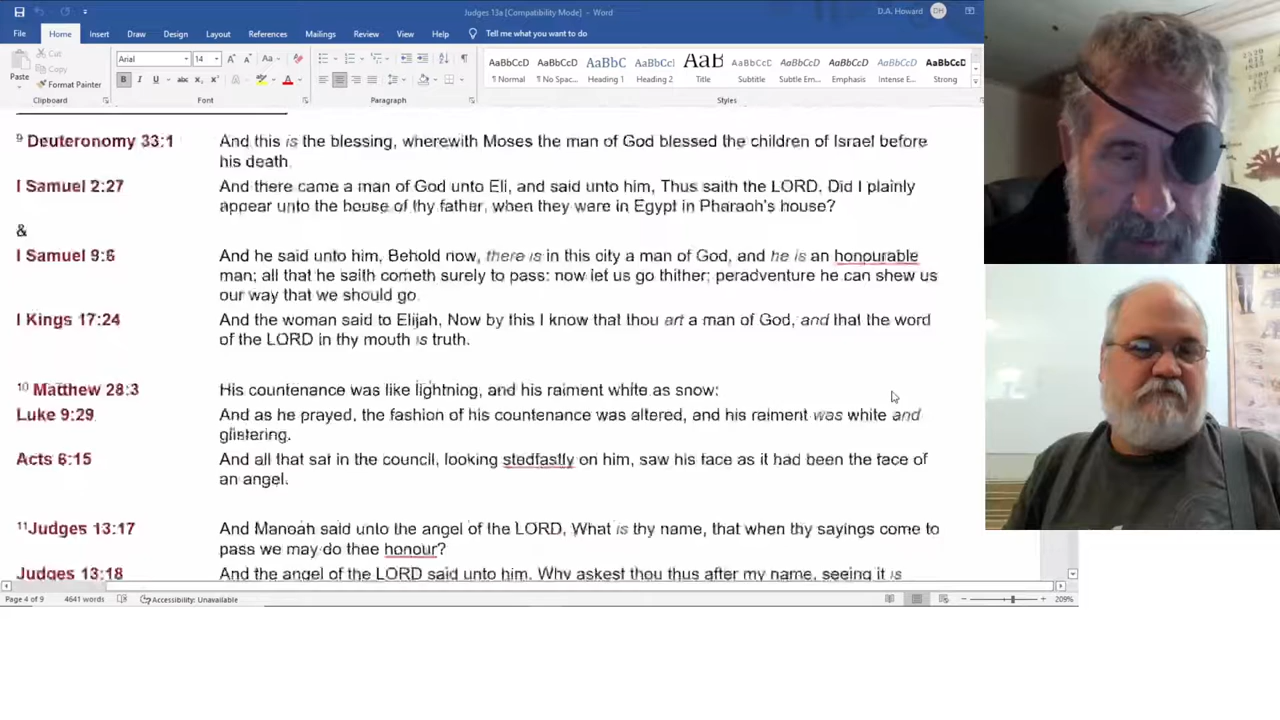 Judges 13a [Compatibility Mode] - Word
D.A. Howard DH
File Home Insert Draw Design Layout References Mailings Review View Help Tell me what you want to do
Paste Cut Copy Format Painter
Arial 14
AaBbCcD AaBbCcD AaBbC AaBbCcl AaB AaBbCcD AaBbCcD AaBbCcD AaBbCcD AaBbCcD
¶ Normal ¶ No Spac... Heading 1 Heading 2 Title Subtitle Subtle Em... Emphasis Intense E... Strong
Clipboard Font Paragraph Styles
9 Deuteronomy 33:1 And this is the blessing, wherewith Moses the man of God blessed the children of Israel before
his death
I Samuel 2:27 And there came a man of God unto Eli, and said unto him, Thus saith the LORD. Did I plainly
appear unto the house of thy father, when they were in Egypt in Pharaoh's house?
&
I Samuel 9:6 And he said unto him, Behold now, there is in this city a man of God, and he is an honourable
man; all that he saith cometh surely to pass: now let us go thither; peradventure he can shew us
our way that we should go
I Kings 17:24 And the woman said to Elijah, Now by this I know that thou art a man of God, and that the word
of the LORD in thy mouth is truth.
10 Matthew 28:3 His countenance was like lightning, and his raiment white as snow:
Luke 9:29 And as he prayed, the fashion of his countenance was altered, and his raiment was white and
glistering.
Acts 6:15 And all that sat in the council, looking stedfastly on him, saw his face as it had been the face of
an angel.
11 Judges 13:17 And Manoah said unto the angel of the LORD, What is thy name, that when thy sayings come to
pass we may do thee honour?
Judges 13:18 And the angel of the LORD said unto him. Why askest thou thus after my name, seeing it is
Page 4 of 9 4641 words Accessibility: Unavailable 209%